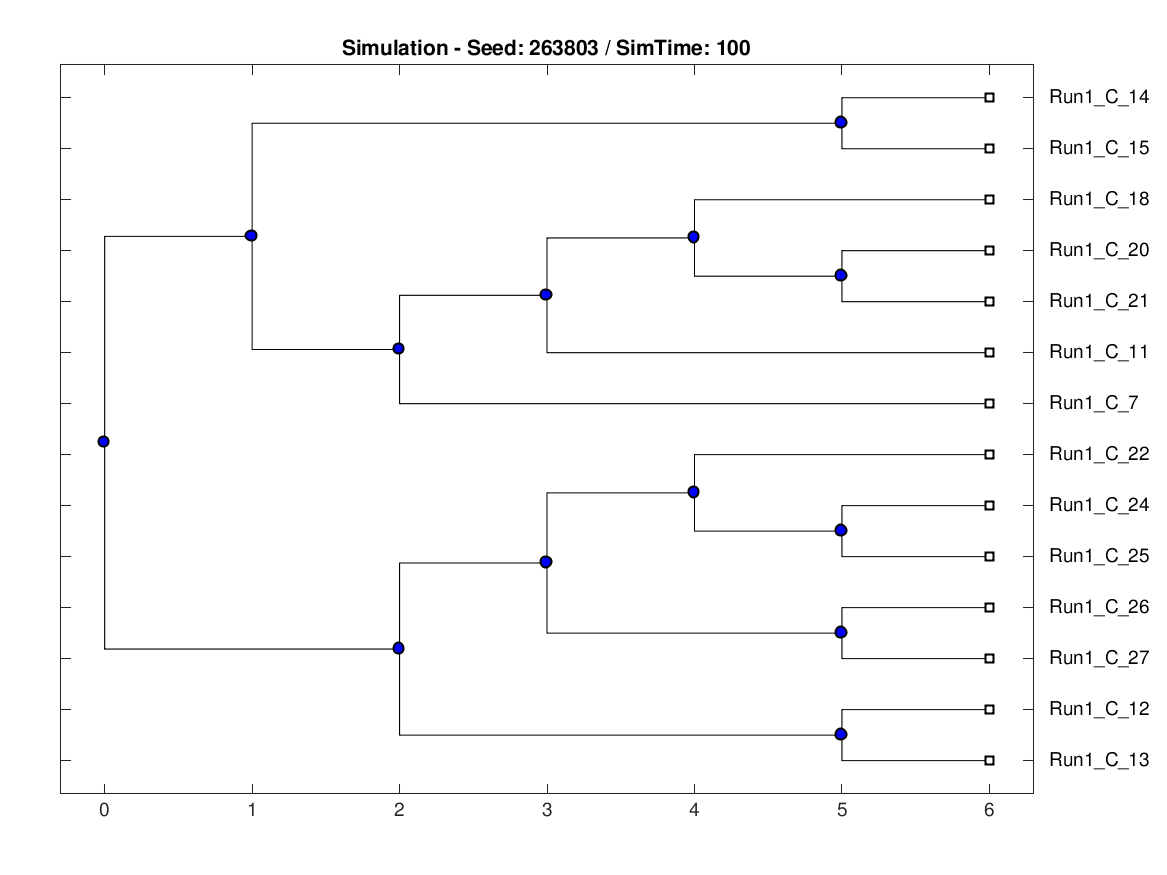 Simulation - Seed: 263803 / SimTime: 100
Run1_C_14
Run1_C_15
Run1_C_18
Run1_C_20
Run1_C_21
Run1_C_11
Run1_C_7
Run1_C_22
Run1_C_24
Run1_C_25
Run1_C_26
Run1_C_27
Run1_C_12
Run1_C_13
0 1 2 3 4 5 6